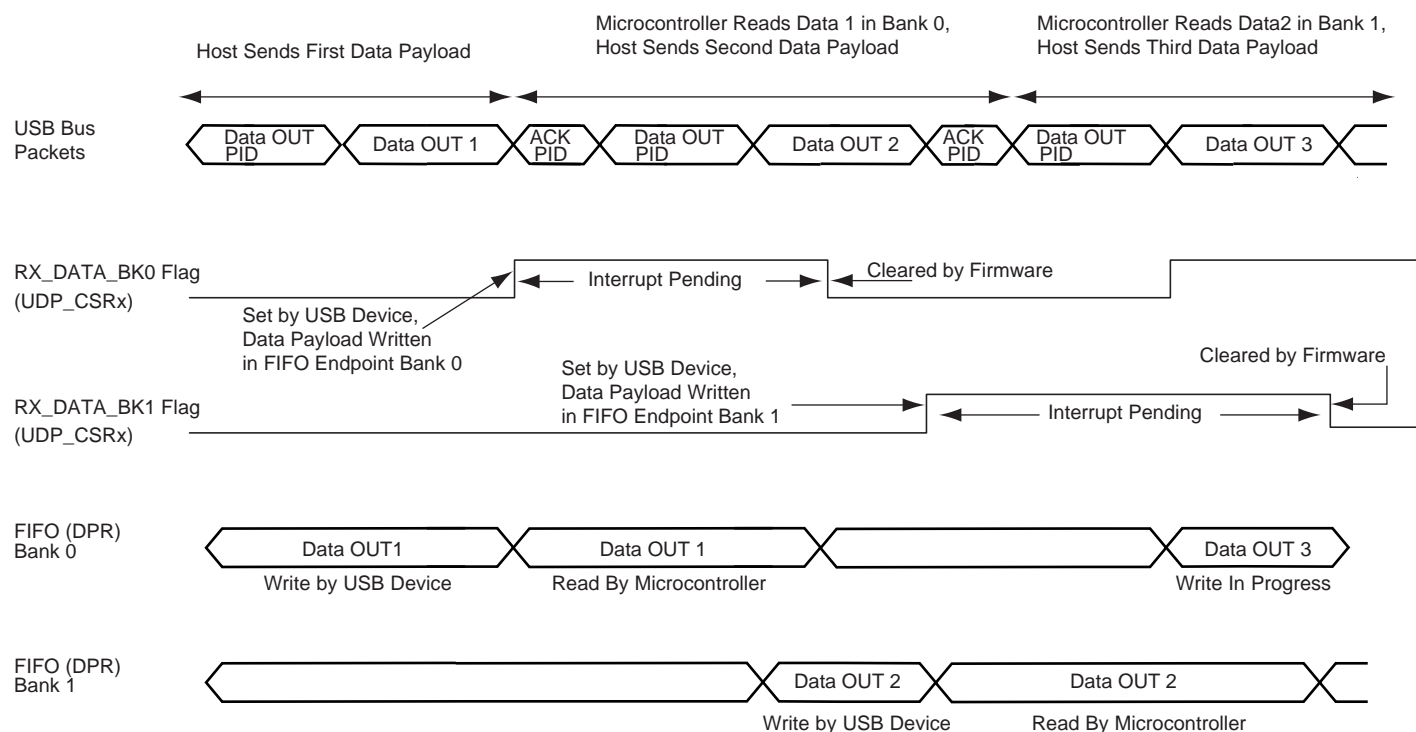 Host Sends First Data Payload
Microcontroller Reads Data 1 in Bank 0,
Host Sends Second Data Payload
Microcontroller Reads Data2 in Bank 1,
Host Sends Third Data Payload
USB Bus
Packets
Data OUT
PID
Data OUT 1
ACK
PID
Data OUT
PID
Data OUT 2
ACK
PID
Data OUT
PID
Data OUT 3
RX_DATA_BK0 Flag
(UDP_CSRx)
Interrupt Pending
Cleared by Firmware
Set by USB Device,
Data Payload Written
in FIFO Endpoint Bank 0
Cleared by Firmware
Set by USB Device,
Data Payload Written
in FIFO Endpoint Bank 1
RX_DATA_BK1 Flag
(UDP_CSRx)
Interrupt Pending
FIFO (DPR)
Bank 0
Data OUT1
Data OUT 1
Data OUT 3
Write by USB Device
Read By Microcontroller
Write In Progress
FIFO (DPR)
Bank 1
Data OUT 2
Data OUT 2
Write by USB Device
Read By Microcontroller